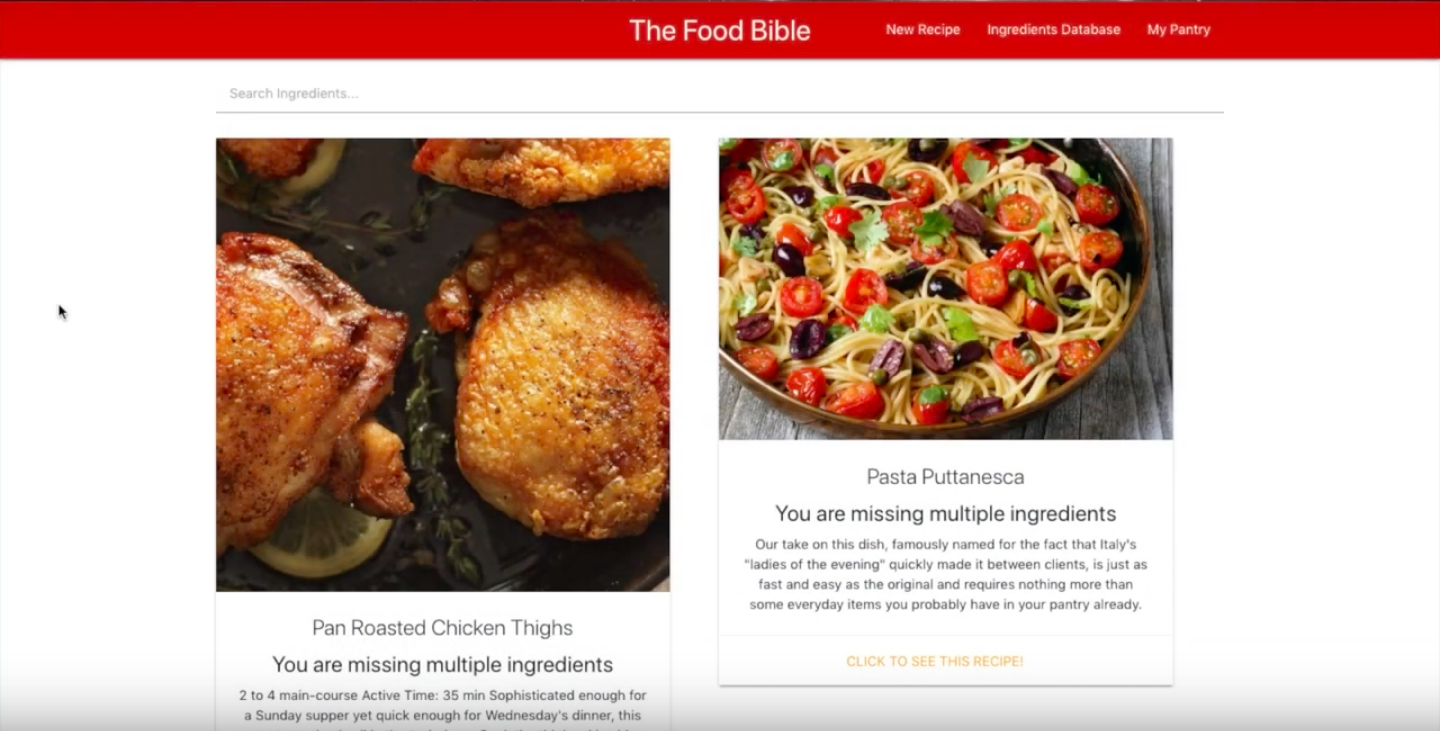 The Food Bible
New Recipe
Ingredients Database
My Pantry
Search Ingredients...
Pan Roasted Chicken Thighs
You are missing multiple ingredients
2 to 4 main-course Active Time: 35 min Sophisticated enough for
a Sunday supper yet quick enough for Wednesday's dinner, this
Pasta Puttanesca
You are missing multiple ingredients
Our take on this dish, famously named for the fact that Italy's
"ladies of the evening" quickly made it between clients, is just as
fast and easy as the original and requires nothing more than
some everyday items you probably have in your pantry already.
CLICK TO SEE THIS RECIPE!